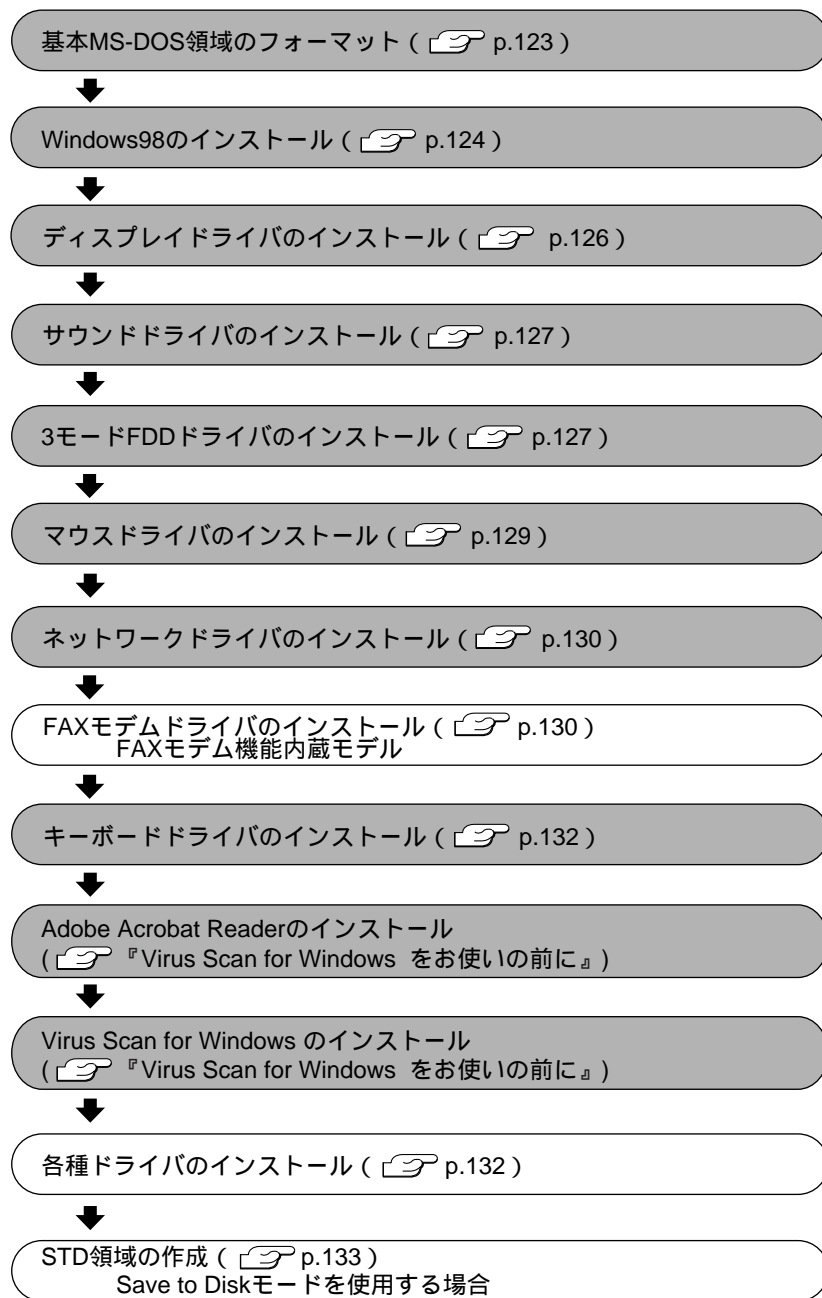 基本MS-DOS領域のフォーマット( p.123)
Windows98のインストール( p.124)
ディスプレイドライバのインストール( p.126)
サウンドドライバのインストール( p.127)
3モードFDDドライバのインストール( p.127)
マウスドライバのインストール( p.129)
ネットワークドライバのインストール( p.130)
FAXモデムドライバのインストール( p.130)
FAXモデム機能内蔵モデル
キーボードドライバのインストール( p.132)
Adobe Acrobat Readerのインストール
( 『Virus Scan for Windows をお使いの前に』)
Virus Scan for Windows のインストール
( 『Virus Scan for Windows をお使いの前に』)
各種ドライバのインストール( p.132)
STD領域の作成( p.133)
Save to Diskモードを使用する場合